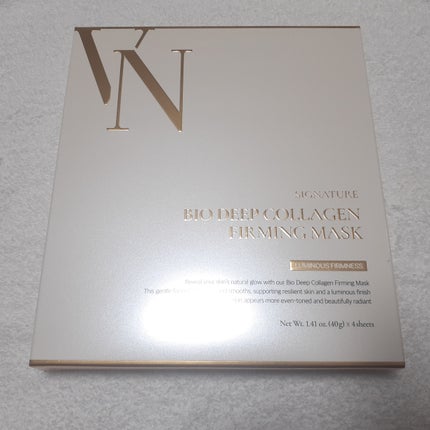 VN
SIGNATURE
BIO DEEP COLLAGEN
FIRMING MASK
LUMINOUS FIRMNESS
Reveal your skin's natural glow with our Bio Deep Collagen Firming Mask
This gentle smooths, supporting resilient skin and a luminous finish
appears more even-toned and beautifully radiant
Net Wt. 1.41 oz. (40g) x 4 sheets